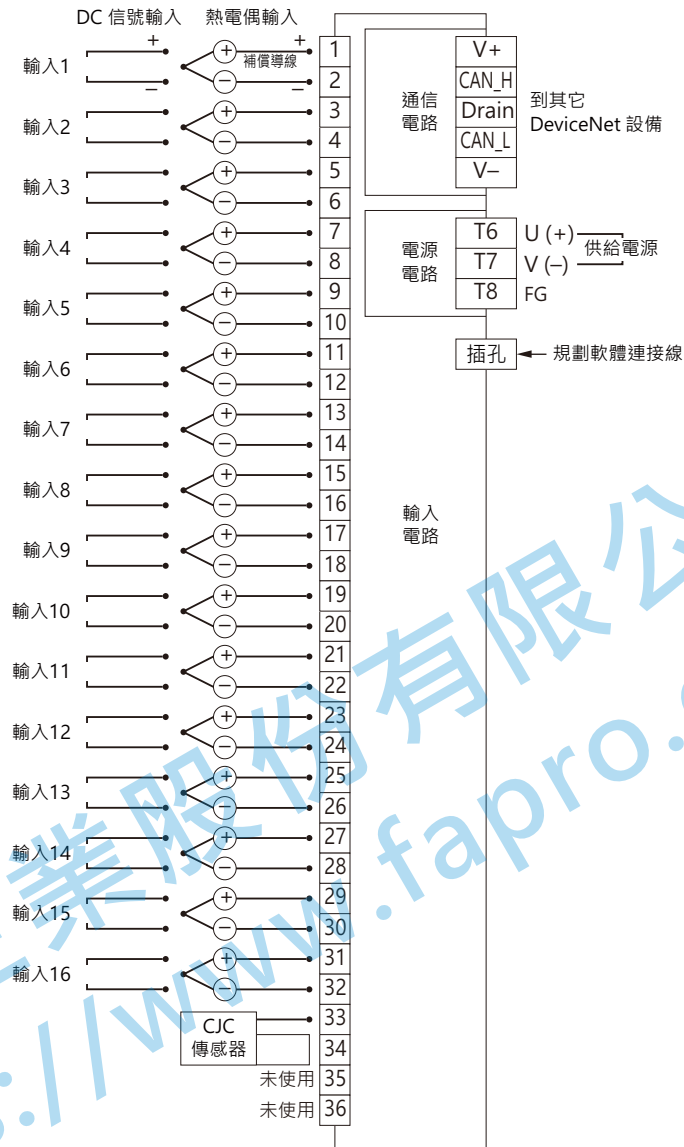 DC 信號輸入 熱電偶輸入
輸入1 + − + − 補償導線 + − 1 2
輸入2 + − 3 4
輸入3 + − 5 6
輸入4 + − 7 8
輸入5 + − 9 10
輸入6 + − 11 12
輸入7 + − 13 14
輸入8 + − 15 16
輸入9 + − 17 18
輸入10 + − 19 20
輸入11 + − 21 22
輸入12 + − 23 24
輸入13 + − 25 26
輸入14 + − 27 28
輸入15 + − 29 30
輸入16 + − 31 32
CJC
傳感器
33
34
未使用 35
未使用 36
通信
電路
V+
CAN_H
Drain
CAN_L
V–
到其它
DeviceNet 設備
電源
電路
T6 U (+)
T7 V (–)
T8 FG
供給電源
插孔 規劃軟體連接線
輸入
電路
業股份有限公
://www.fapro.